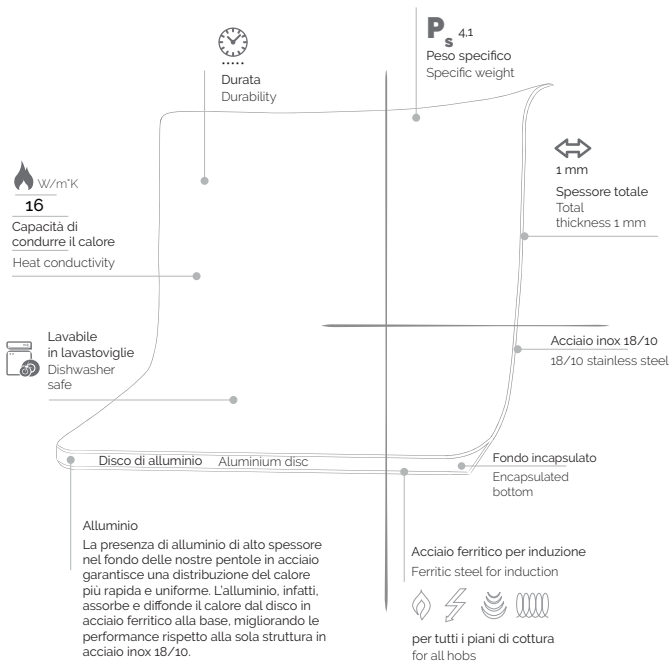 Durata
Durability
Ps 4,1
Peso specifico
Specific weight
W/m°K
16
Capacità di
condurre il calore
Heat conductivity
1 mm
Spessore totale
Total
thickness 1 mm
Lavabile
in lavastoviglie
Dishwasher
safe
Acciaio inox 18/10
18/10 stainless steel
Disco di alluminio Aluminium disc
Fondo incapsulato
Encapsulated
bottom
Alluminio
La presenza di alluminio di alto spessore
nel fondo delle nostre pentole in acciaio
garantisce una distribuzione del calore
più rapida e uniforme. L'alluminio, infatti,
assorbe e diffonde il calore dal disco in
acciaio ferritico alla base, migliorando le
performance rispetto alla sola struttura in
acciaio inox 18/10.
Acciaio ferritico per induzione
Ferritic steel for induction
per tutti i piani di cottura
for all hobs